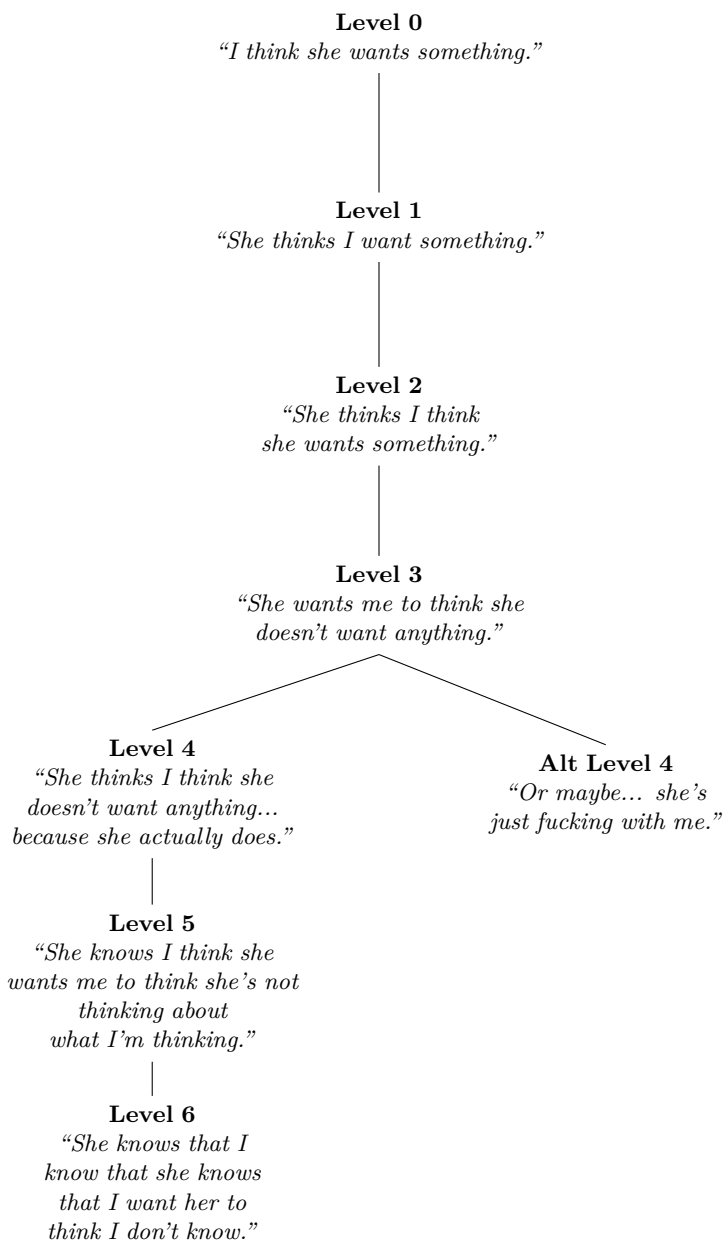 Level 0
“I think she wants something.”
Level 1
“She thinks I want something.”
Level 2
“She thinks I think
she wants something.”
Level 3
“She wants me to think she
doesn't want anything.”
Level 4
“She thinks I think she
doesn't want anything...
because she actually does.”
Alt Level 4
“Or maybe... she's
just fucking with me.”
Level 5
“She knows I think she
wants me to think she's not
thinking about
what I'm thinking.”
Level 6
“She knows that I
know that she knows
that I want her to
think I don't know.”